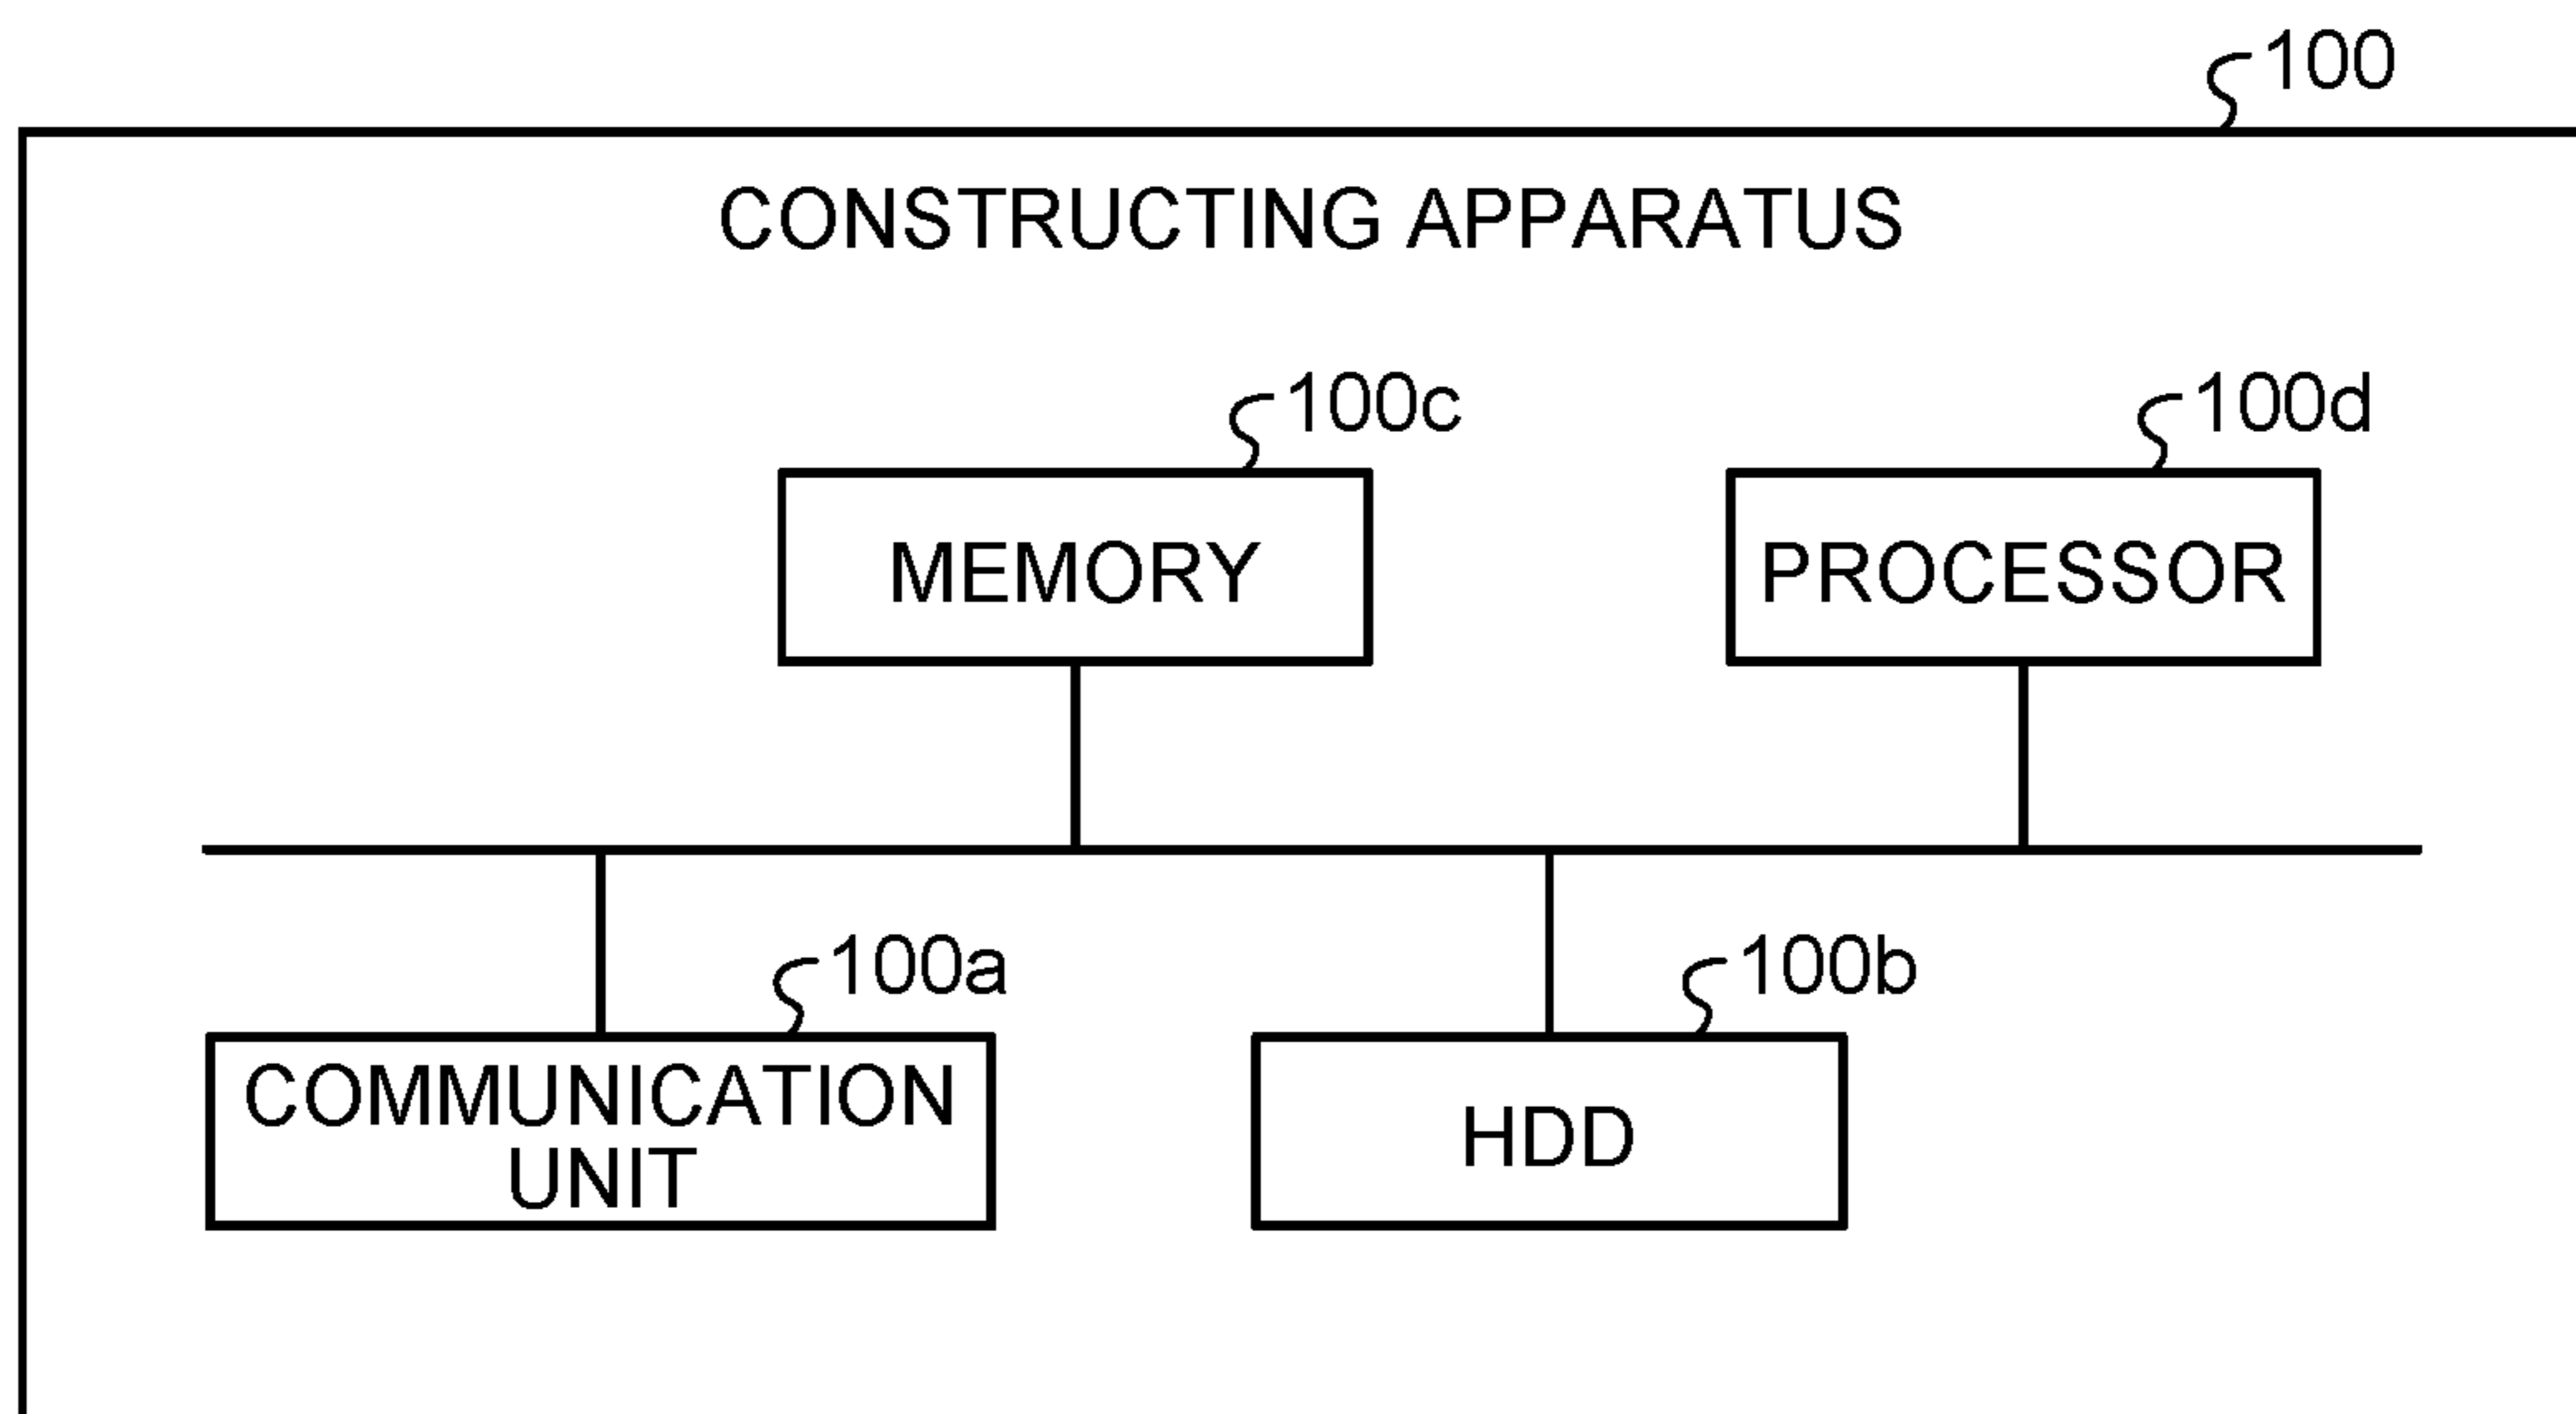 100
CONSTRUCTING APPARATUS
100c
100d
MEMORY
PROCESSOR
100a
100b
COMMUNICATION
UNIT
HDD